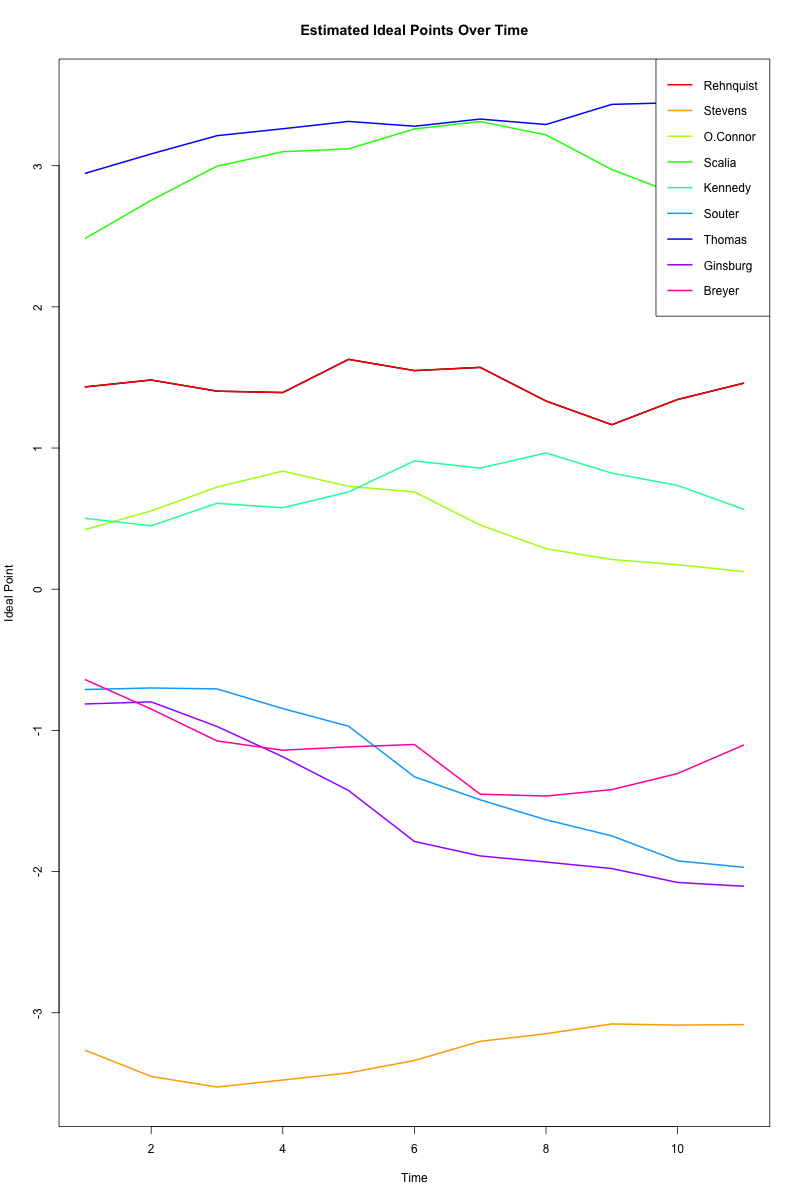 Estimated Ideal Points Over Time
Rehnquist
Stevens
O.Connor
Scalia
Kennedy
Souter
Thomas
Ginsburg
Breyer
Ideal Point
3
2
1
0
-1
-2
-3
2 4 6 8 10
Time